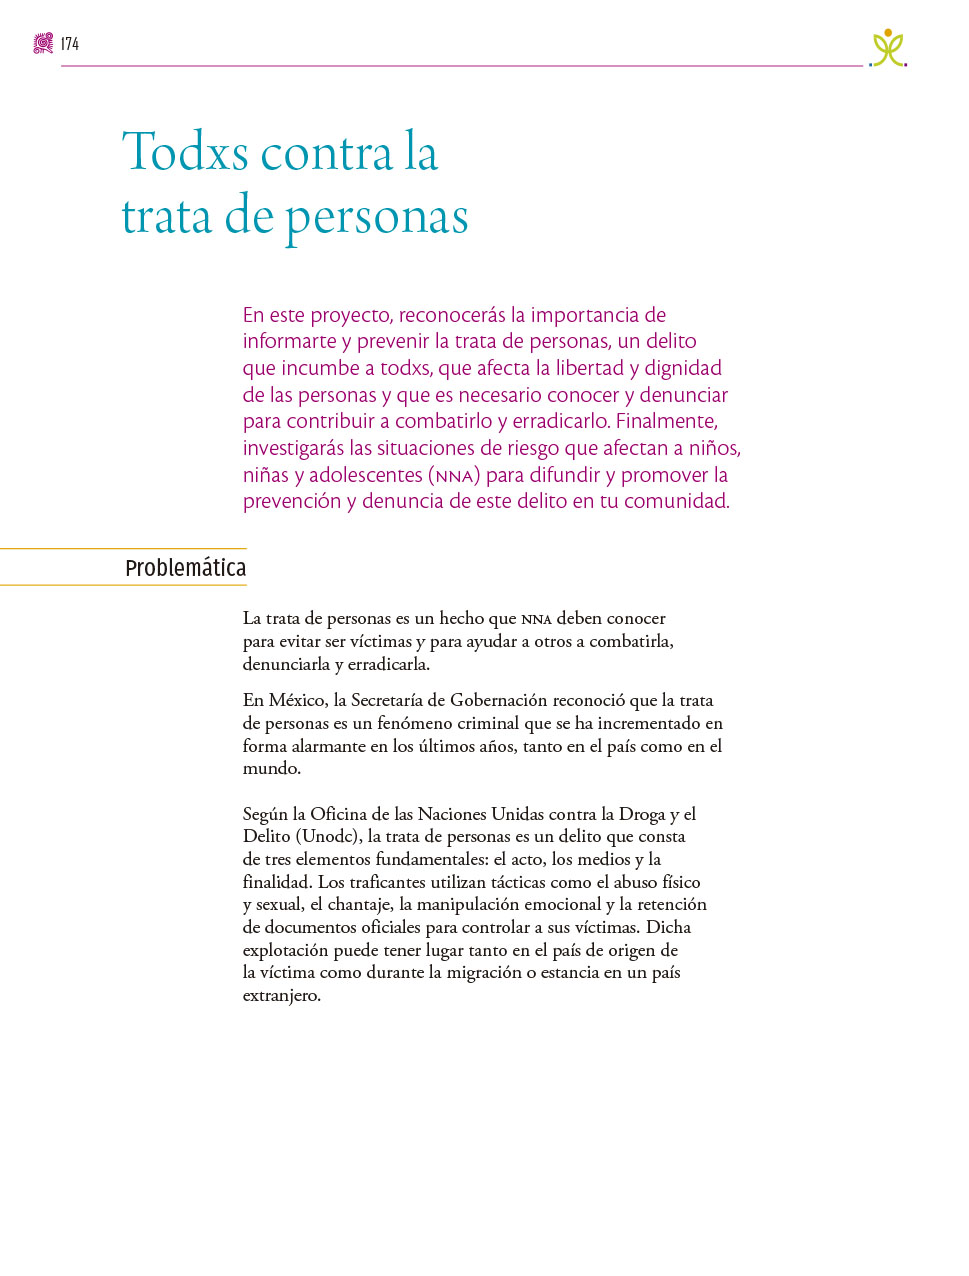 174
Todxs contra la
trata de personas
En este proyecto, reconocerás la importancia de
informarte y prevenir la trata de personas, un delito
que incumbe a todxs, que afecta la libertad y dignidad
de las personas y que es necesario conocer y denunciar
para contribuir a combatirlo y erradicarlo. Finalmente,
investigarás las situaciones de riesgo que afectan a niños,
niñas y adolescentes (NNA) para difundir y promover la
prevención y denuncia de este delito en tu comunidad.
Problemática
La trata de personas es un hecho que NNA deben conocer
para evitar ser víctimas y para ayudar a otros a combatirla,
denunciarla y erradicarla.
En México, la Secretaría de Gobernación reconoció que la trata
de personas es un fenómeno criminal que se ha incrementado en
forma alarmante en los últimos años, tanto en el país como en el
mundo.
Según la Oficina de las Naciones Unidas contra la Droga y el
Delito (Unodc), la trata de personas es un delito que consta
de tres elementos fundamentales: el acto, los medios y la
finalidad. Los traficantes utilizan tácticas como el abuso físico
y sexual, el chantaje, la manipulación emocional y la retención
de documentos oficiales para controlar a sus víctimas. Dicha
explotación puede tener lugar tanto en el país de origen de
la víctima como durante la migración o estancia en un país
extranjero.